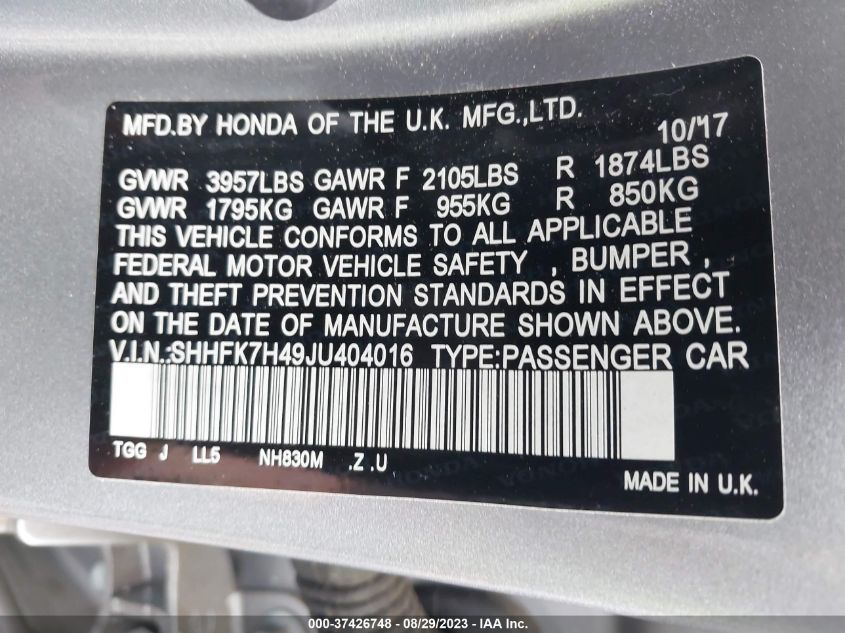 MFD.BY HONDA OF THE U.K. MFG.,LTD.
10/17
GVWR 3957LBS GAWR F 2105LBS R 1874LBS
GVWR 1795KG GAWR F 955KG R 850KG
THIS VEHICLE CONFORMS TO ALL APPLICABLE
FEDERAL MOTOR VEHICLE SAFETY , BUMPER ,
AND THEFT PREVENTION STANDARDS IN EFFECT
ON THE DATE OF MANUFACTURE SHOWN ABOVE.
V.I.N.:SHHFK7H49JU404016 TYPE:PASSENGER CAR
TGG J LL5 NH830M .Z .U
MADE IN U.K.
000-37426748 - 08/29/2023 - IAA Inc.